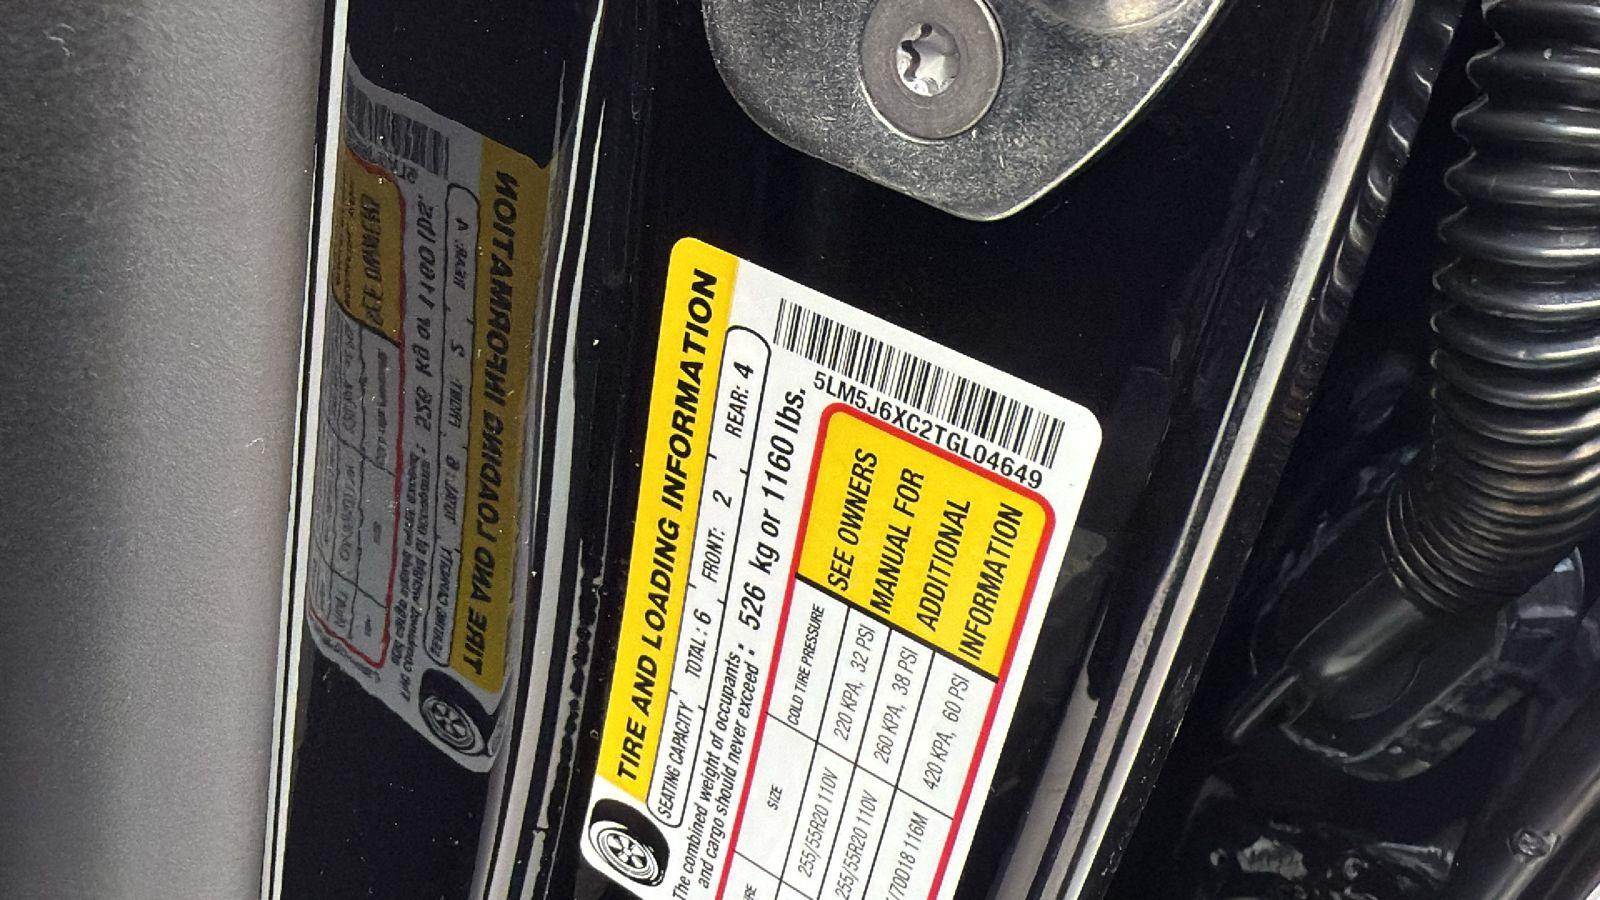 TIRE AND LOADING INFORMATION
SEATING CAPACITY TOTAL: 6 FRONT: 2 REAR: 4
The combined weight of occupants
and cargo should never exceed : 526 kg or 1160 lbs.
SIZE COLD TIRE PRESSURE
255/55R20 110V 220 KPA, 32 PSI
255/55R20 110V 260 KPA, 38 PSI
/70D18 116M 420 KPA, 60 PSI
SEE OWNERS
MANUAL FOR
ADDITIONAL
INFORMATION
5LM5J6XC2TGL04649